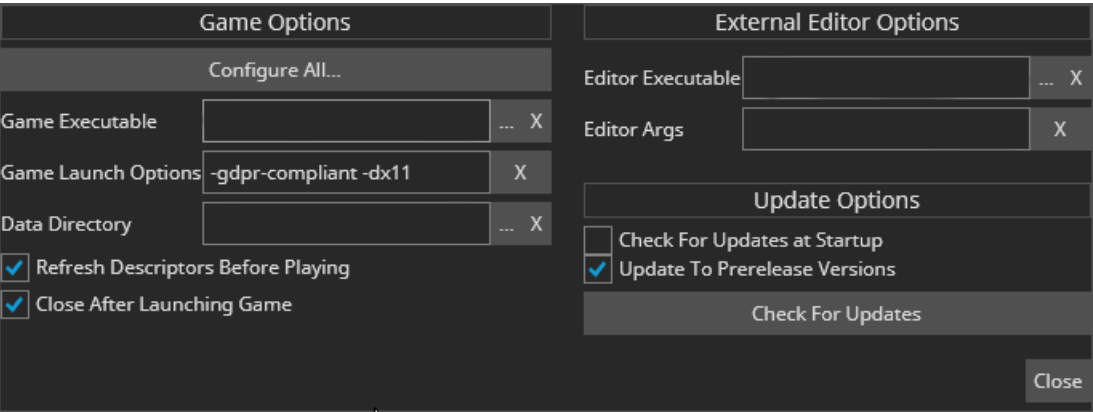 Game Options
Configure All...
Game Executable ... X
Game Launch Options -gdpr-compliant -dx11 X
Data Directory ... X
Refresh Descriptors Before Playing
Close After Launching Game
External Editor Options
Editor Executable ... X
Editor Args X
Update Options
Check For Updates at Startup
Update To Prerelease Versions
Check For Updates
Close